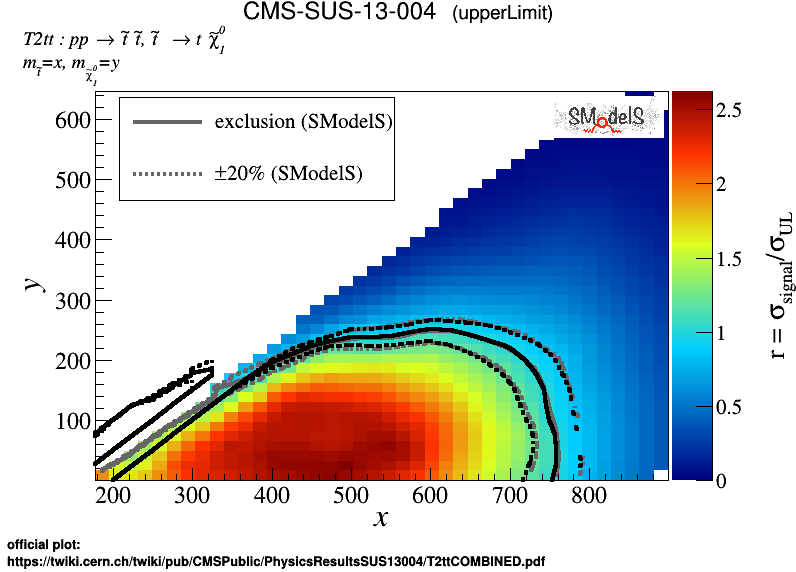 CMS-SUS-13-004 (upperLimit)
T2tt : pp → t̃ t̃, t̃ → t χ̃₁⁰
m_t̃=x, m_χ̃₁⁰=y
exclusion (SModelS)
±20% (SModelS)
SModelS
600
500
400
300
200
100
y
200 300 400 500 600 700 800
x
2.5
2
1.5
1
0.5
0
r = σ_signal/σ_UL
official plot:
https://twiki.cern.ch/twiki/pub/CMSPublic/PhysicsResultsSUS13004/T2ttCOMBINED.pdf